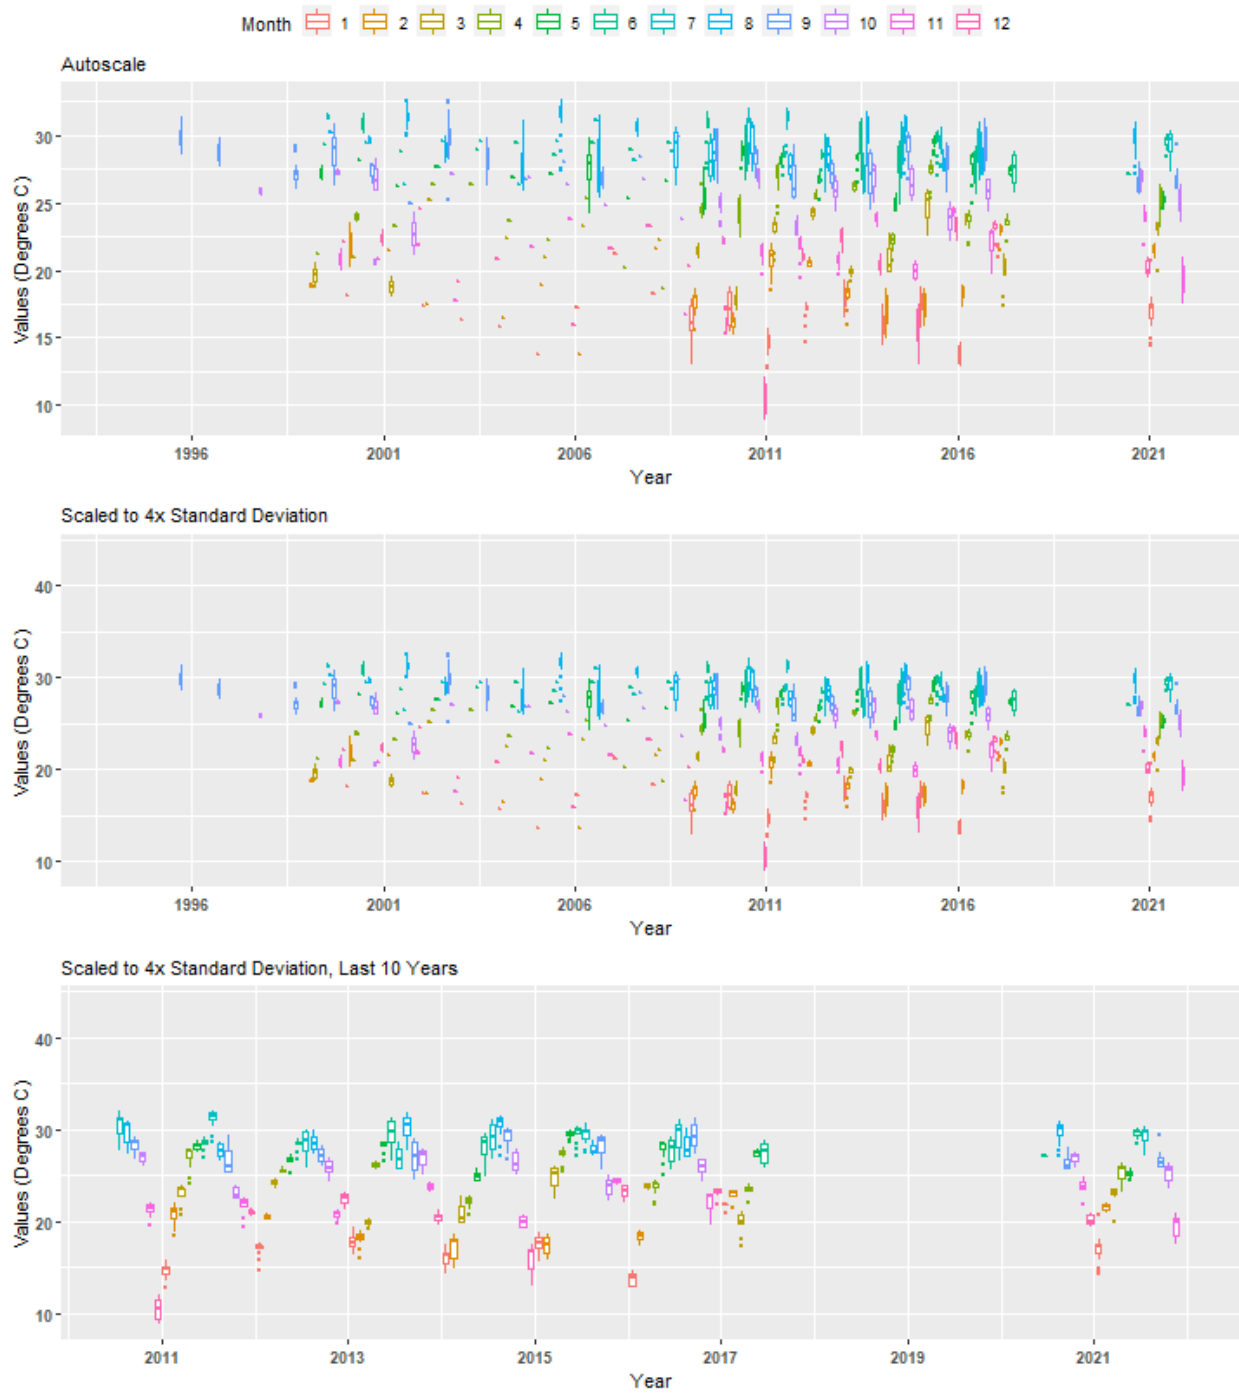 Month 1 2 3 4 5 6 7 8 9 10 11 12
Autoscale
Values (Degrees C)
30
25
20
15
10
1996 2001 2006 2011 2016 2021
Year
Scaled to 4x Standard Deviation
Values (Degrees C)
40
30
20
10
1996 2001 2006 2011 2016 2021
Year
Scaled to 4x Standard Deviation, Last 10 Years
Values (Degrees C)
40
30
20
10
2011 2013 2015 2017 2019 2021
Year